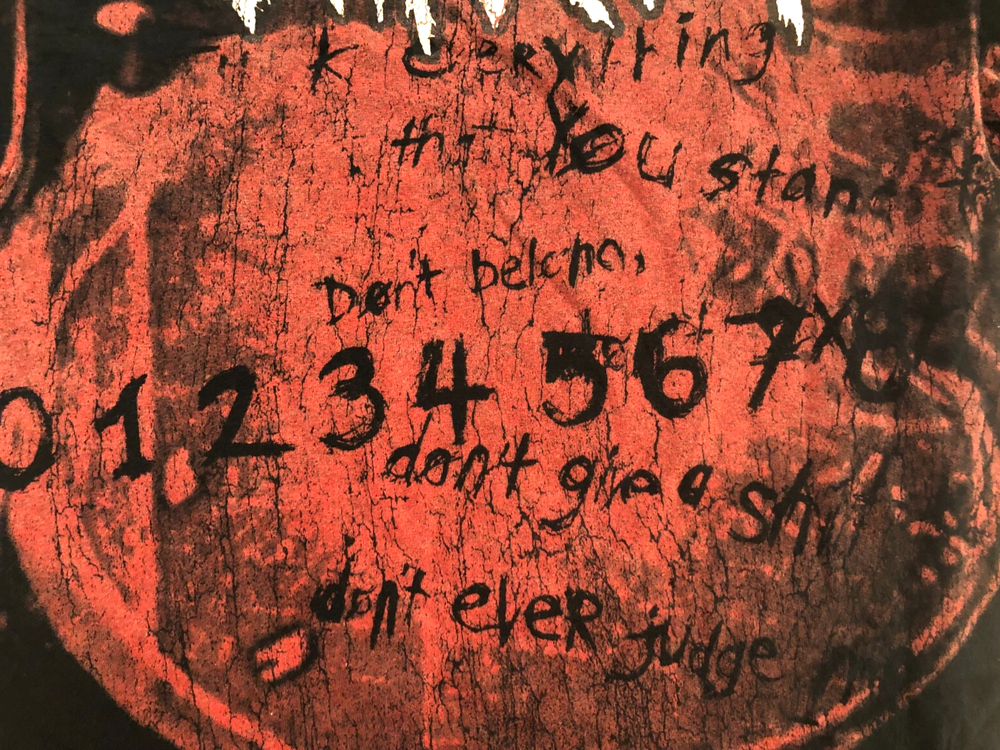 everything
that You stand
Don't belong,
0 1 2 3 4 5 6 7
don't give a shit
don't ever judge me